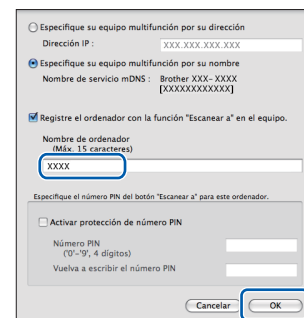 Especifique su equipo multifunción por su dirección
Dirección IP :
XXX.XXX.XXX.XXX
Especifique su equipo multifunción por su nombre
Nombre de servicio mDNS : Brother XXX- XXXX
[XXXXXXXXXXXX]
Registre el ordenador con la función "Escanear a" en el equipo.
Nombre de ordenador
(Máx. 15 caracteres)
XXXX
Especifique el número PIN del botón "Escanear a" para este ordenador.
Activar protección de número PIN
Número PIN
('0'-'9', 4 dígitos)
Vuelva a escribir el número PIN
Cancelar
OK